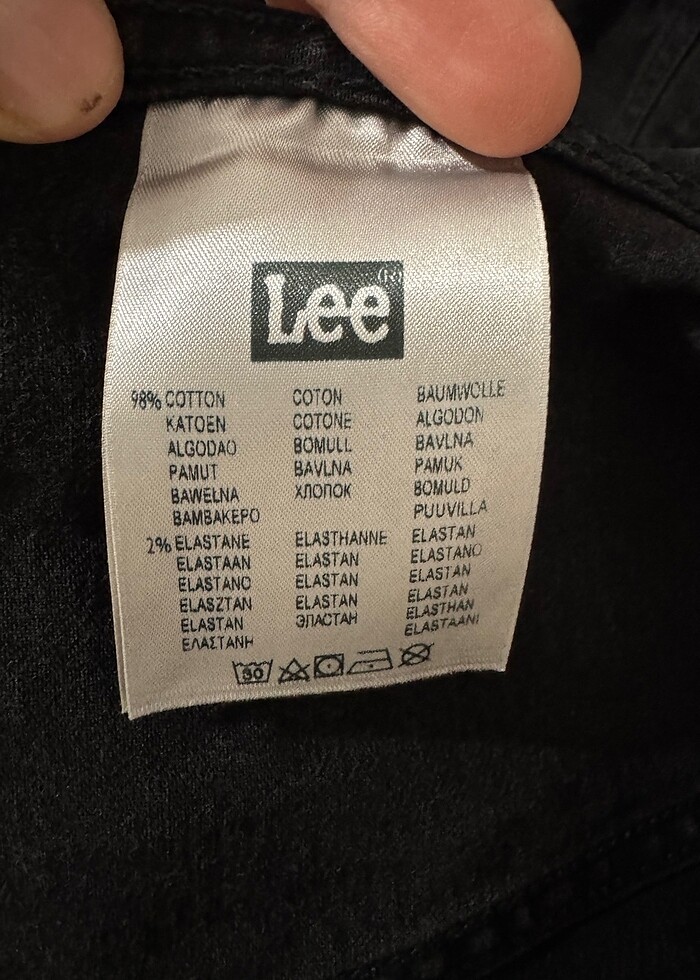 Lee®
98% COTTON COTON BAUMWOLLE
KATOEN COTONE ALGODON
ALGODAO BOMULL BAVLNA
PAMUT BAVLNA PAMUK
BAWEŁNA ХЛОПОК BOMULD
BAMBAKEPO PUUVILLA
2% ELASTANE ELASTHANNE ELASTAN
ELASTAAN ELASTAN ELASTANO
ELASTANO ELASTAN ELASTAN
ELASZTAN ELASTAN ELASTAN
ELASTAN ЭЛАСТАН ELASTHAN
ΕΛΑΣΤΑΝΗ ELASTAANI
30